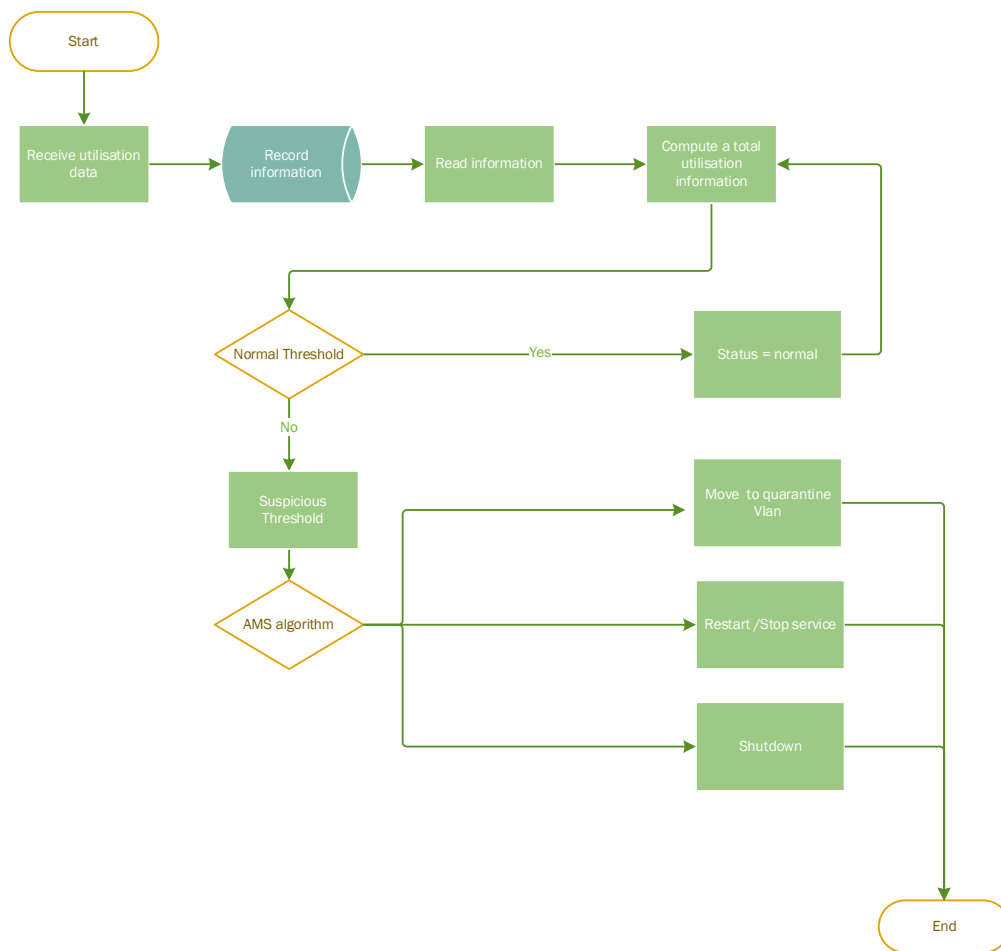 Start
Receive utilisation
data
Record
information
Read information
Compute a total
utilisation
information
Normal Threshold
Yes
Status = normal
No
Suspicious
Threshold
Move to quarantine
Vlan
AMS algorithm
Restart /Stop service
Shutdown
End